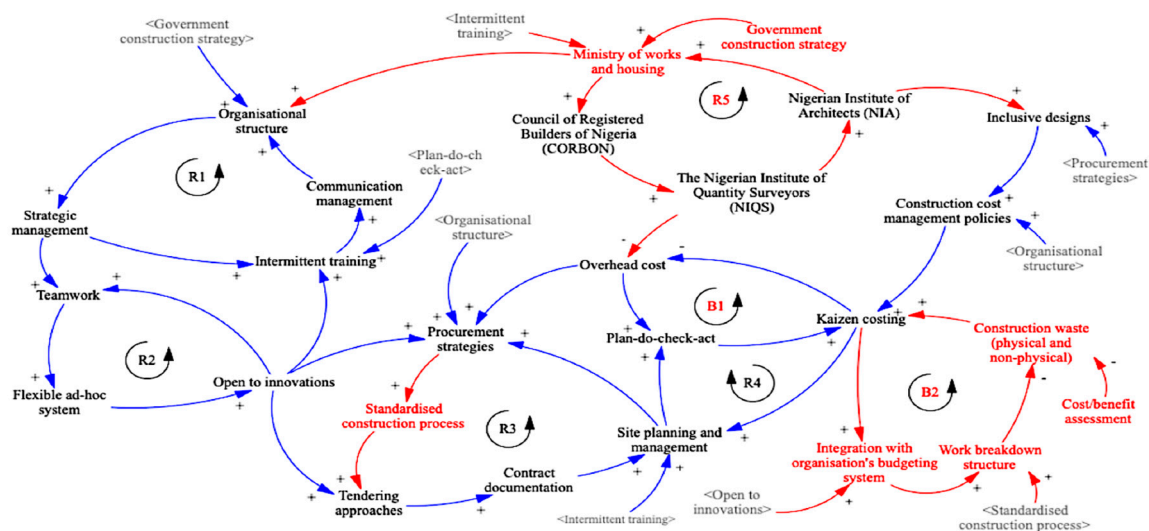 <Government
construction strategy>
<Intermittent
training>
Government
construction strategy
Ministry of works
and housing
Organisational
structure
Council of Registered
Builders of Nigeria
(CORBON)
R5
Nigerian Institute of
Architects (NIA)
Inclusive designs
<Plan-do-ch
eck-act>
<Procurement
strategies>
R1
Communication
management
The Nigerian Institute of
Quantity Surveyors
(NIQS)
Strategic
management
<Organisational
structure>
Construction cost
management policies
<Organisational
structure>
Intermittent training
Overhead cost
Teamwork
B1
Kaizen costing
Procurement
strategies
Plan-do-check-act
Construction waste
(physical and
non-physical)
R2
R4
Flexible ad-hoc
system
Open to innovations
B2
Cost/benefit
assessment
Standardised
construction process
R3
Site planning and
management
Integration with
organisation's budgeting
system
Work breakdown
structure
Contract
documentation
Tendering
approaches
<Open to
innovations>
<Intermittent training>
<Standardised
construction process>